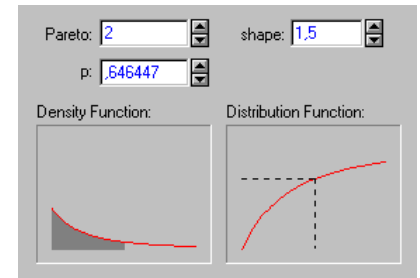 Pareto: 2 shape: 1,5
p: ,646447
Density Function: Distribution Function: